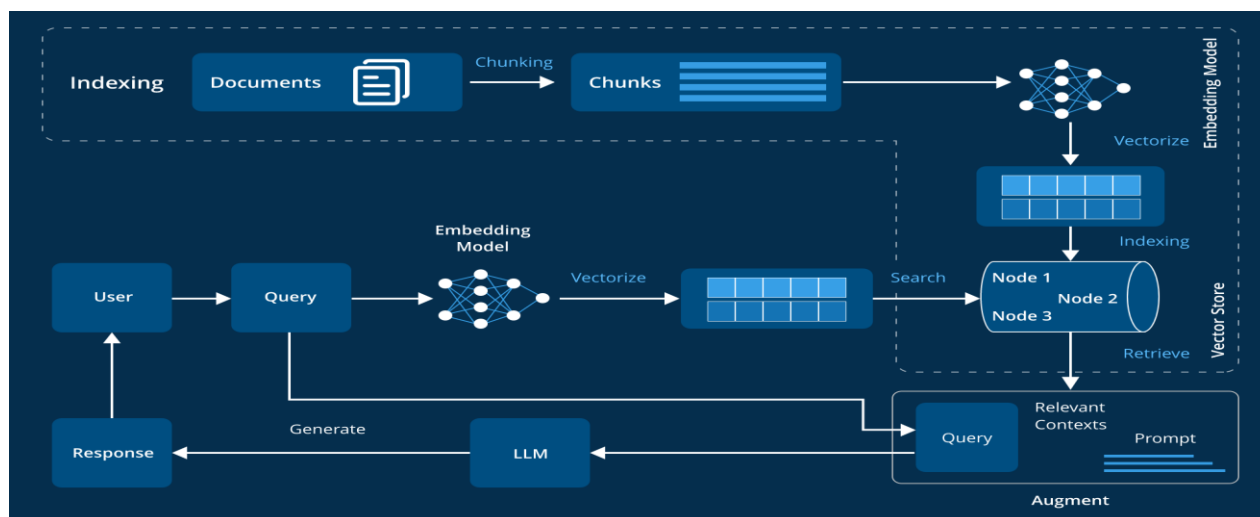 Indexing
Documents
Chunking
Chunks
Embedding Model
Vectorize
Indexing
Node 1
Node 2
Node 3
Vector Store
Retrieve
User
Query
Embedding
Model
Vectorize
Search
Response
Generate
LLM
Query
Relevant
Contexts
Prompt
Augment